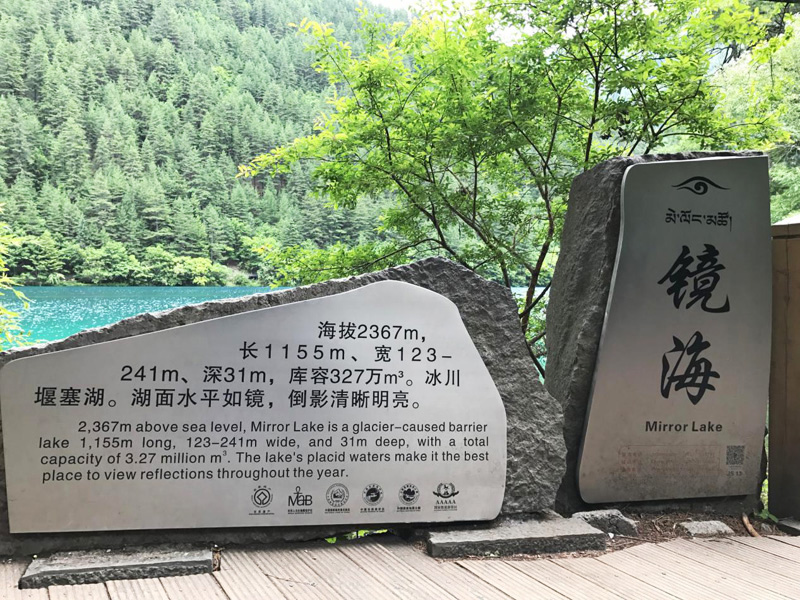 海拔2367m，
长1155m、宽123-
241m、深31m，库容327万m³。冰川
堰塞湖。湖面水平如镜，倒影清晰明亮。
2,367m above sea level, Mirror Lake is a glacier-caused barrier
lake 1,155m long, 123-241m wide, and 31m deep, with a total
capacity of 3.27 million m³. The lake's placid waters make it the best
place to view reflections throughout the year.
MAB
AAAAA
མེ་ལོང་མཚོ།
镜
海
Mirror Lake